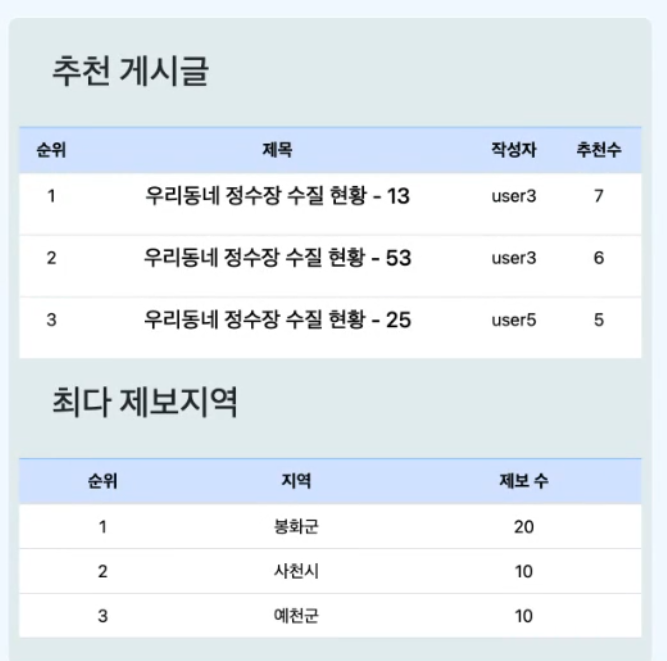 추천 게시글
순위 제목 작성자 추천수
1 우리동네 정수장 수질 현황 - 13 user3 7
2 우리동네 정수장 수질 현황 - 53 user3 6
3 우리동네 정수장 수질 현황 - 25 user5 5
최다 제보지역
순위 지역 제보 수
1 봉화군 20
2 사천시 10
3 예천군 10